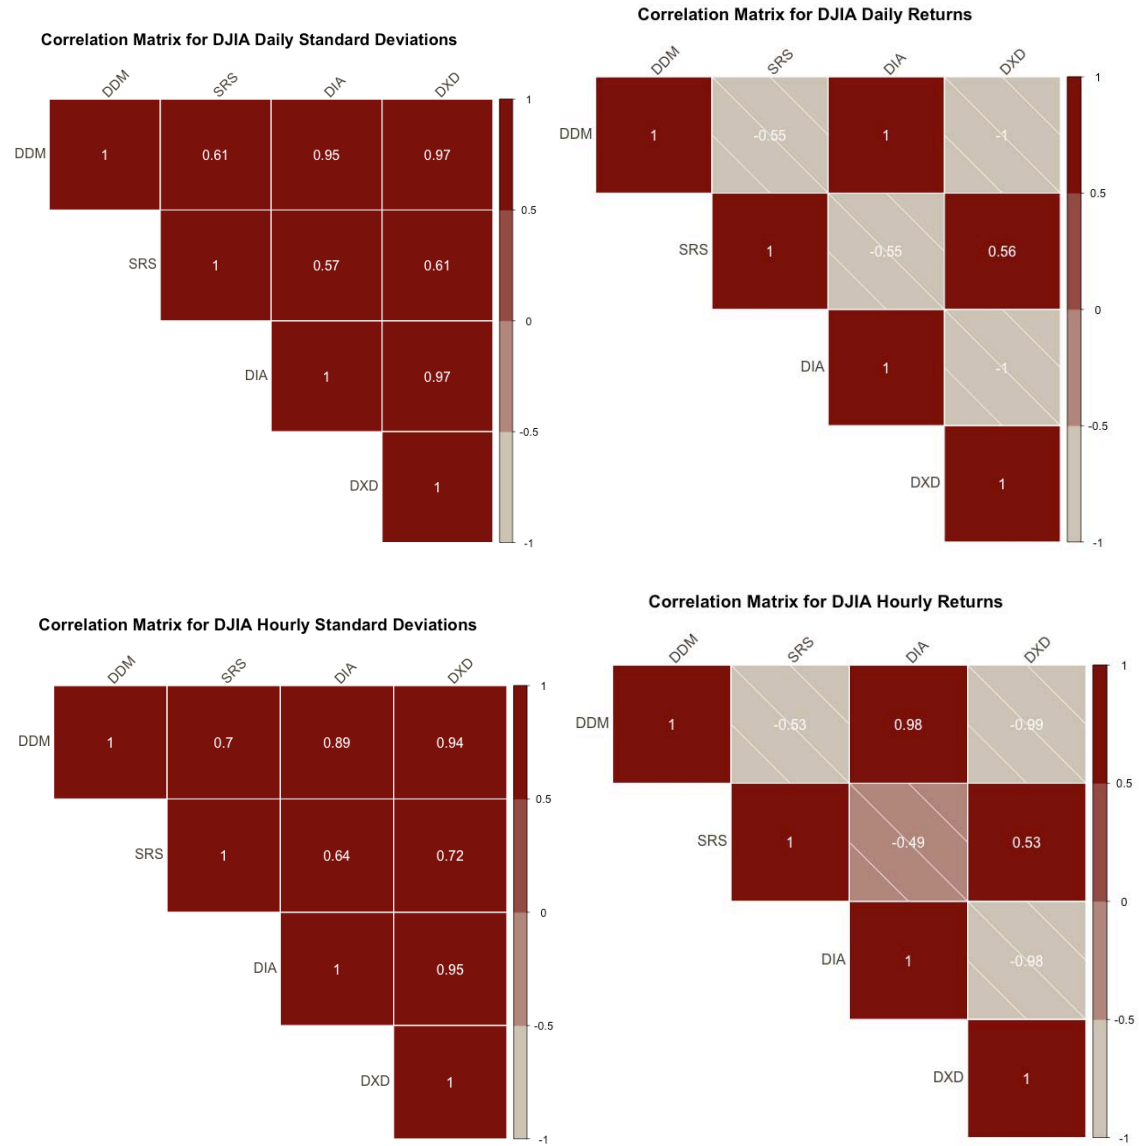 Correlation Matrix for DJIA Daily Standard Deviations
DDM SRS DIA DXD
DDM 1 0.61 0.95 0.97
SRS 1 0.57 0.61
DIA 1 0.97
DXD 1
1
0.5
0
-0.5
-1
Correlation Matrix for DJIA Daily Returns
DDM SRS DIA DXD
DDM 1 -0.55 1 -1
SRS 1 -0.55 0.56
DIA 1 -1
DXD 1
1
0.5
0
-0.5
-1
Correlation Matrix for DJIA Hourly Standard Deviations
DDM SRS DIA DXD
DDM 1 0.7 0.89 0.94
SRS 1 0.64 0.72
DIA 1 0.95
DXD 1
1
0.5
0
-0.5
-1
Correlation Matrix for DJIA Hourly Returns
DDM SRS DIA DXD
DDM 1 -0.53 0.98 -0.99
SRS 1 -0.49 0.53
DIA 1 -0.98
DXD 1
1
0.5
0
-0.5
-1